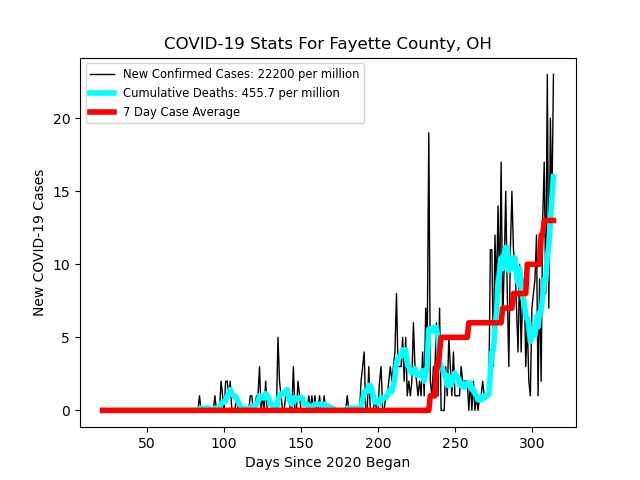 COVID-19 Stats For Fayette County, OH
New Confirmed Cases: 22200 per million
Cumulative Deaths: 455.7 per million
7 Day Case Average
New COVID-19 Cases
20
15
10
5
0
50 100 150 200 250 300
Days Since 2020 Began